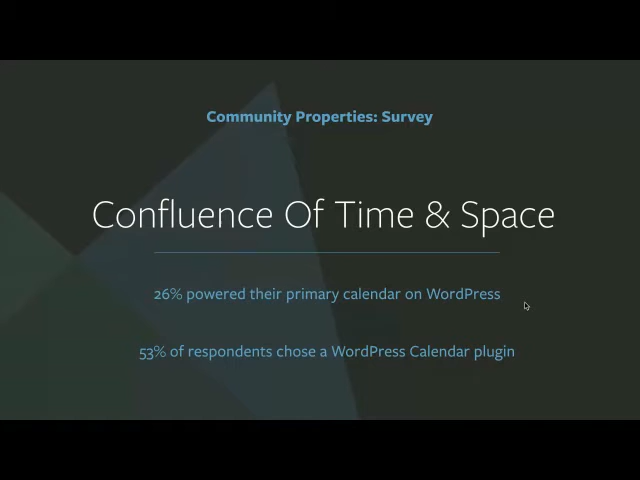 Community Properties: Survey
Confluence Of Time & Space
26% powered their primary calendar on WordPress
53% of respondents chose a WordPress Calendar plugin